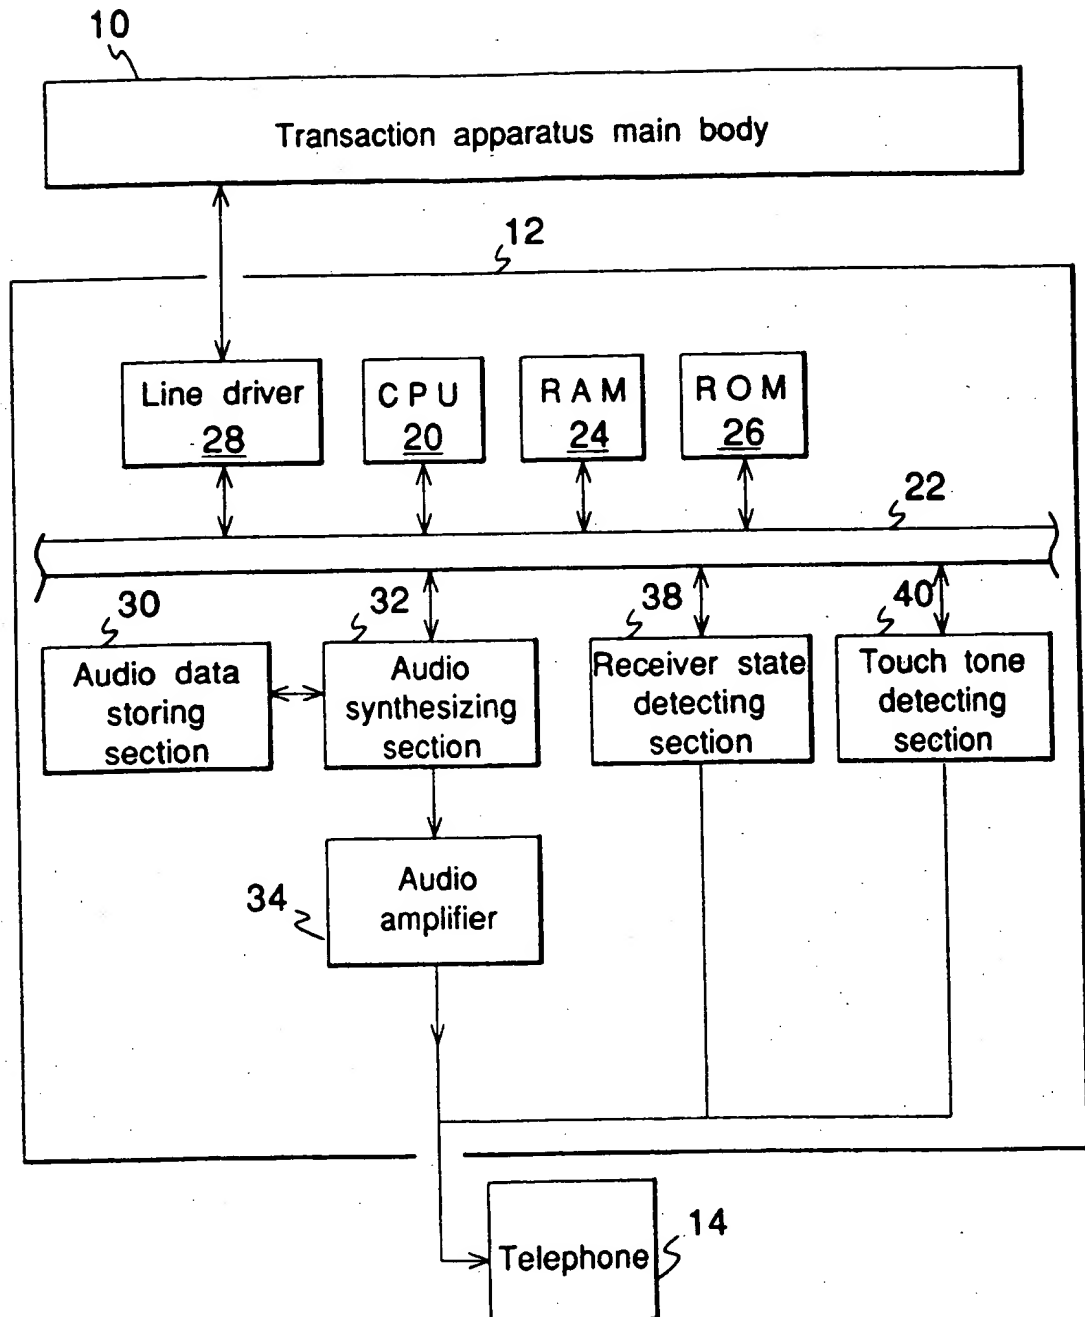 10
Transaction apparatus main body
12
Line driver
28
CPU
20
RAM
24
ROM
26
22
30
32
38
40
Audio data
storing
section
Audio
synthesizing
section
Receiver state
detecting
section
Touch tone
detecting
section
34
Audio
amplifier
Telephone
14